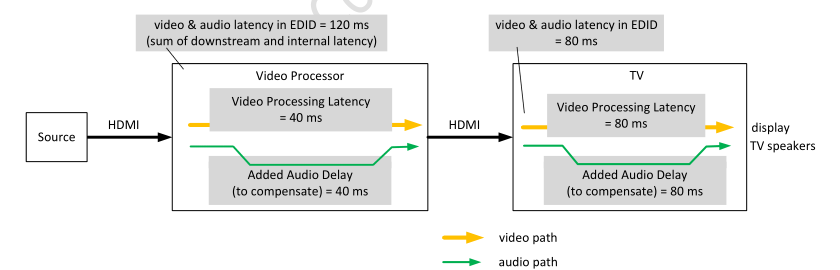 video & audio latency in EDID = 120 ms
(sum of downstream and internal latency)
video & audio latency in EDID
= 80 ms
Video Processor
TV
Video Processing Latency
= 40 ms
Video Processing Latency
= 80 ms
Source
HDMI
HDMI
display
TV speakers
Added Audio Delay
(to compensate) = 40 ms
Added Audio Delay
(to compensate) = 80 ms
video path
audio path